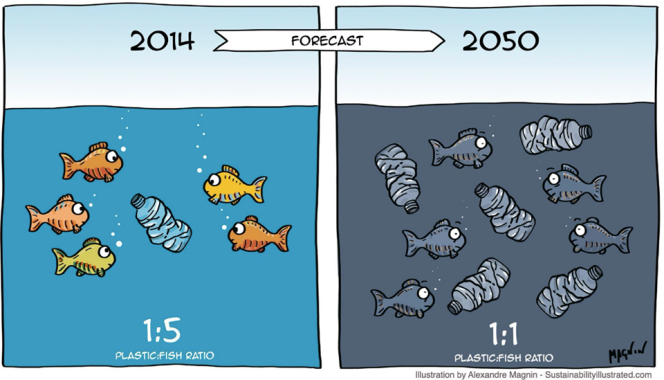 2014
FORECAST
2050
1:5
PLASTIC:FISH RATIO
1:1
PLASTIC:FISH RATIO
MAGNIN
Illustration by Alexandre Magnin - Sustainabilityillustrated.com